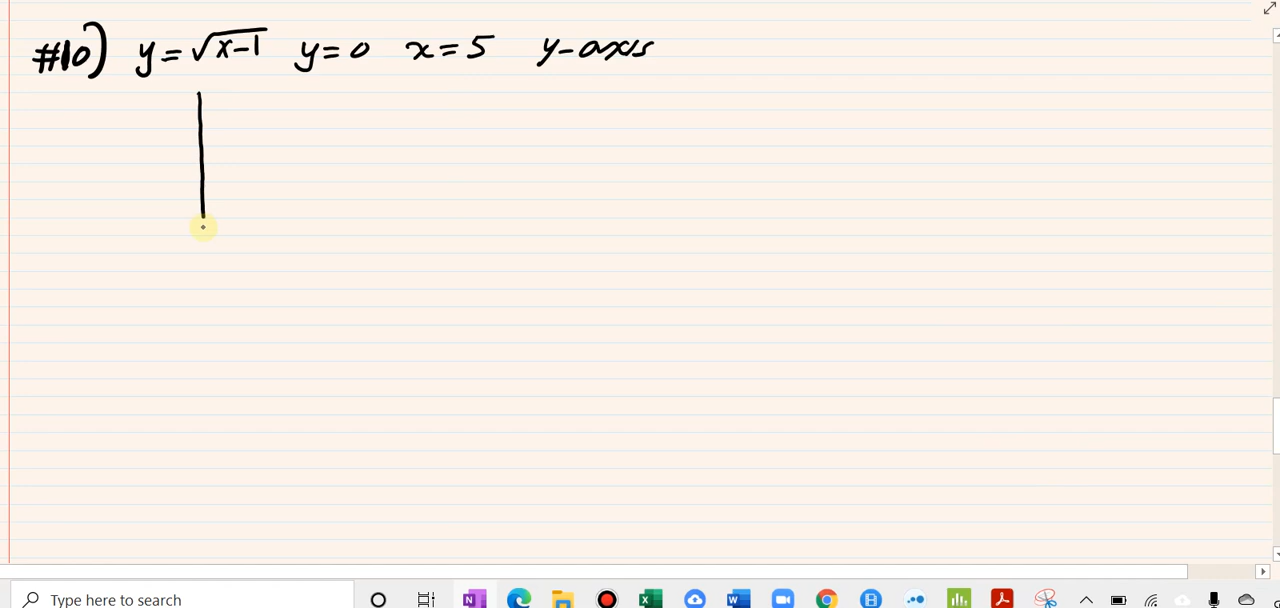 #10) y = √x-1 y = 0 x = 5 y-axis
Type here to search